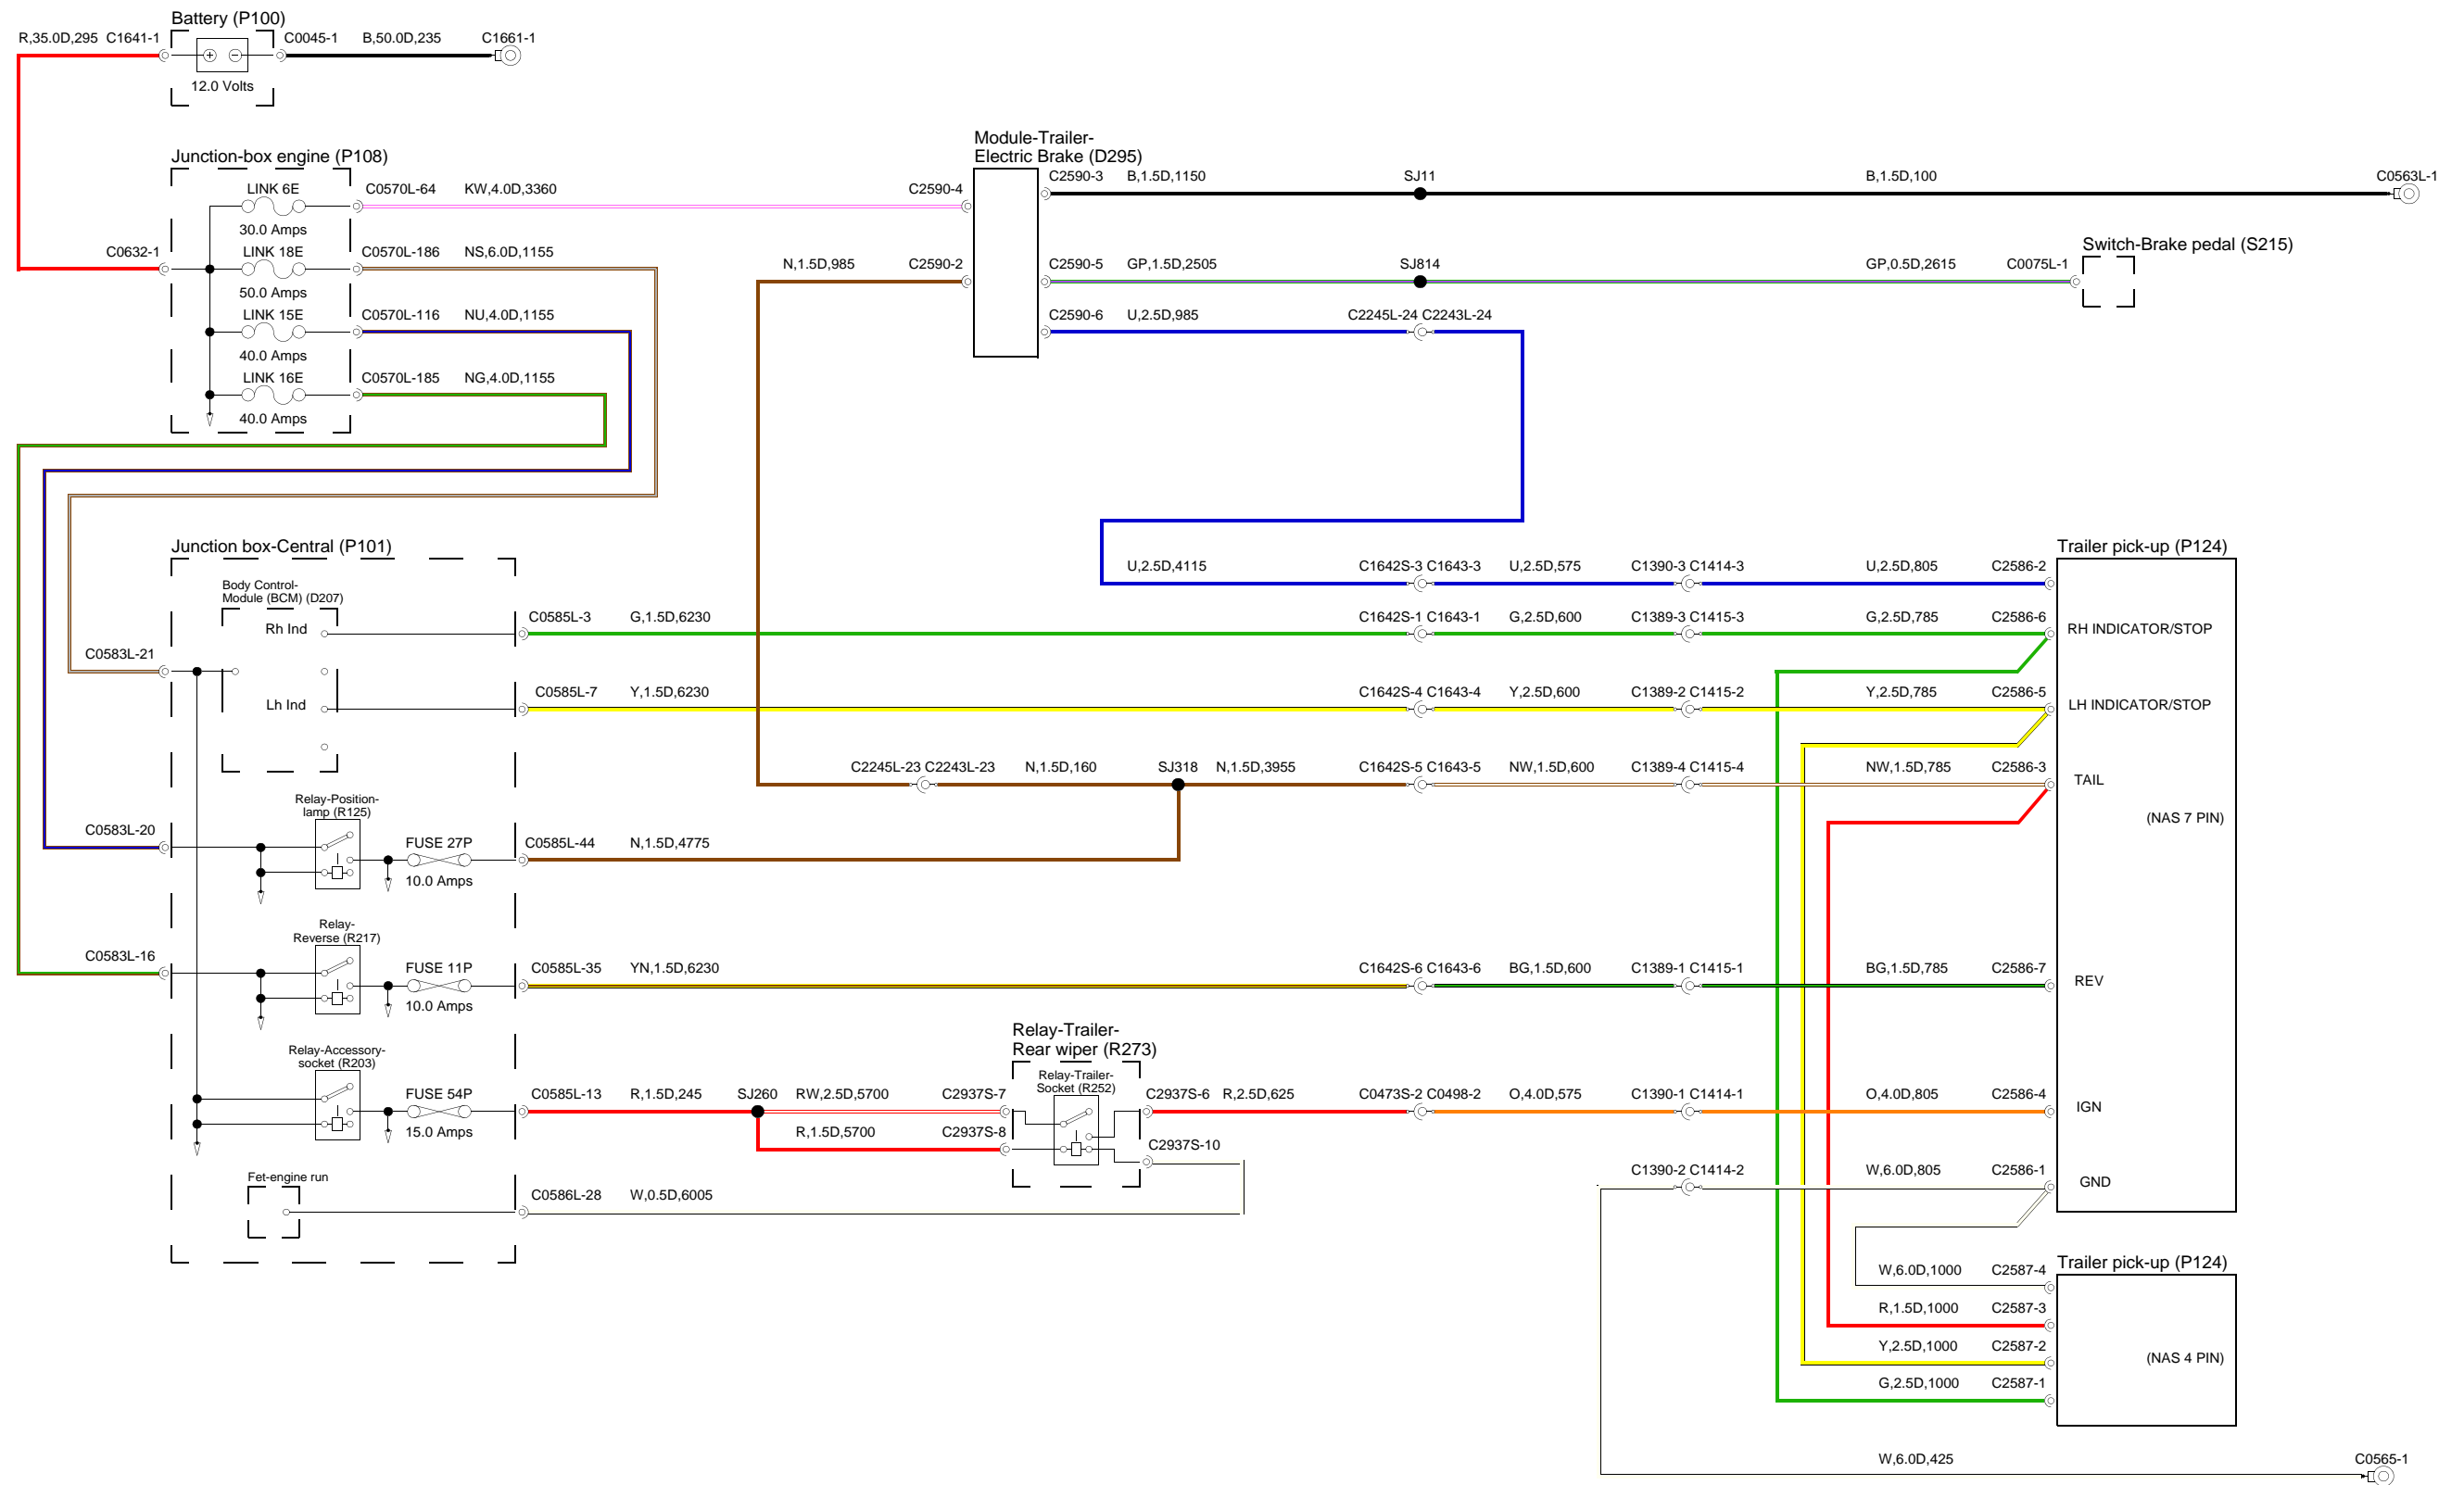 Battery (P100)
R,35.0D,295 C1641-1
C0045-1 B,50.0D,235 C1661-1
12.0 Volts
Module-Trailer-
Electric Brake (D295)
Junction-box engine (P108)
C2590-3 B,1.5D,1150 SJ11 B,1.5D,100 C0563L-1
LINK 6E
C0570L-64 KW,4.0D,3360 C2590-4
30.0 Amps
Switch-Brake pedal (S215)
C0632-1
LINK 18E
C0570L-186 NS,6.0D,1155
N,1.5D,985 C2590-2
C2590-5 GP,1.5D,2505 SJ814 GP,0.5D,2615 C0075L-1
50.0 Amps
LINK 15E
C0570L-116 NU,4.0D,1155
C2590-6 U,2.5D,985 C2245L-24 C2243L-24
40.0 Amps
LINK 16E
C0570L-185 NG,4.0D,1155
40.0 Amps
Junction box-Central (P101)
Trailer pick-up (P124)
U,2.5D,4115 C1642S-3 C1643-3 U,2.5D,575 C1390-3 C1414-3 U,2.5D,805 C2586-2
Body Control-
Module (BCM) (D207)
C0585L-3 G,1.5D,6230 C1642S-1 C1643-1 G,2.5D,600 C1389-3 C1415-3 G,2.5D,785 C2586-6
Rh Ind
RH INDICATOR/STOP
C0583L-21
C0585L-7 Y,1.5D,6230 C1642S-4 C1643-4 Y,2.5D,600 C1389-2 C1415-2 Y,2.5D,785 C2586-5
Lh Ind
LH INDICATOR/STOP
C2245L-23 C2243L-23 N,1.5D,160 SJ318 N,1.5D,3955 C1642S-5 C1643-5 NW,1.5D,600 C1389-4 C1415-4 NW,1.5D,785 C2586-3
TAIL
Relay-Position-
lamp (R125)
(NAS 7 PIN)
C0583L-20
FUSE 27P
C0585L-44 N,1.5D,4775
10.0 Amps
Relay-
Reverse (R217)
C0583L-16
FUSE 11P
C0585L-35 YN,1.5D,6230 C1642S-6 C1643-6 BG,1.5D,600 C1389-1 C1415-1 BG,1.5D,785 C2586-7
REV
10.0 Amps
Relay-Trailer-
Rear wiper (R273)
Relay-Accessory-
socket (R203)
Relay-Trailer-
Socket (R252)
FUSE 54P
C0585L-13 R,1.5D,245 SJ260 RW,2.5D,5700 C2937S-7
C2937S-6 R,2.5D,625 C0473S-2 C0498-2 O,4.0D,575 C1390-1 C1414-1 O,4.0D,805 C2586-4
IGN
15.0 Amps
R,1.5D,5700 C2937S-8
C2937S-10
Fet-engine run
C1390-2 C1414-2 W,6.0D,805 C2586-1
GND
C0586L-28 W,0.5D,6005
Trailer pick-up (P124)
W,6.0D,1000 C2587-4
R,1.5D,1000 C2587-3
Y,2.5D,1000 C2587-2
(NAS 4 PIN)
G,2.5D,1000 C2587-1
W,6.0D,425 C0565-1